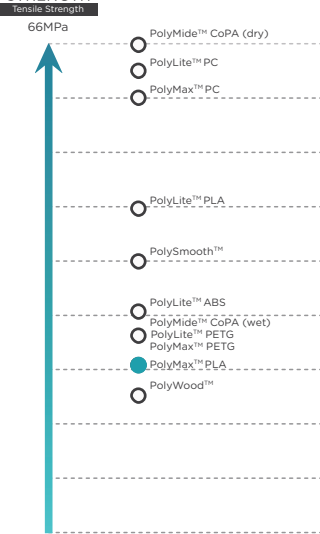 Tensile Strength
66MPa
PolyMide™ CoPA (dry)
PolyLite™ PC
PolyMax™ PC
PolyLite™ PLA
PolySmooth™
PolyLite™ ABS
PolyMide™ CoPA (wet)
PolyLite™ PETG
PolyMax™ PETG
PolyMax™ PLA
PolyWood™